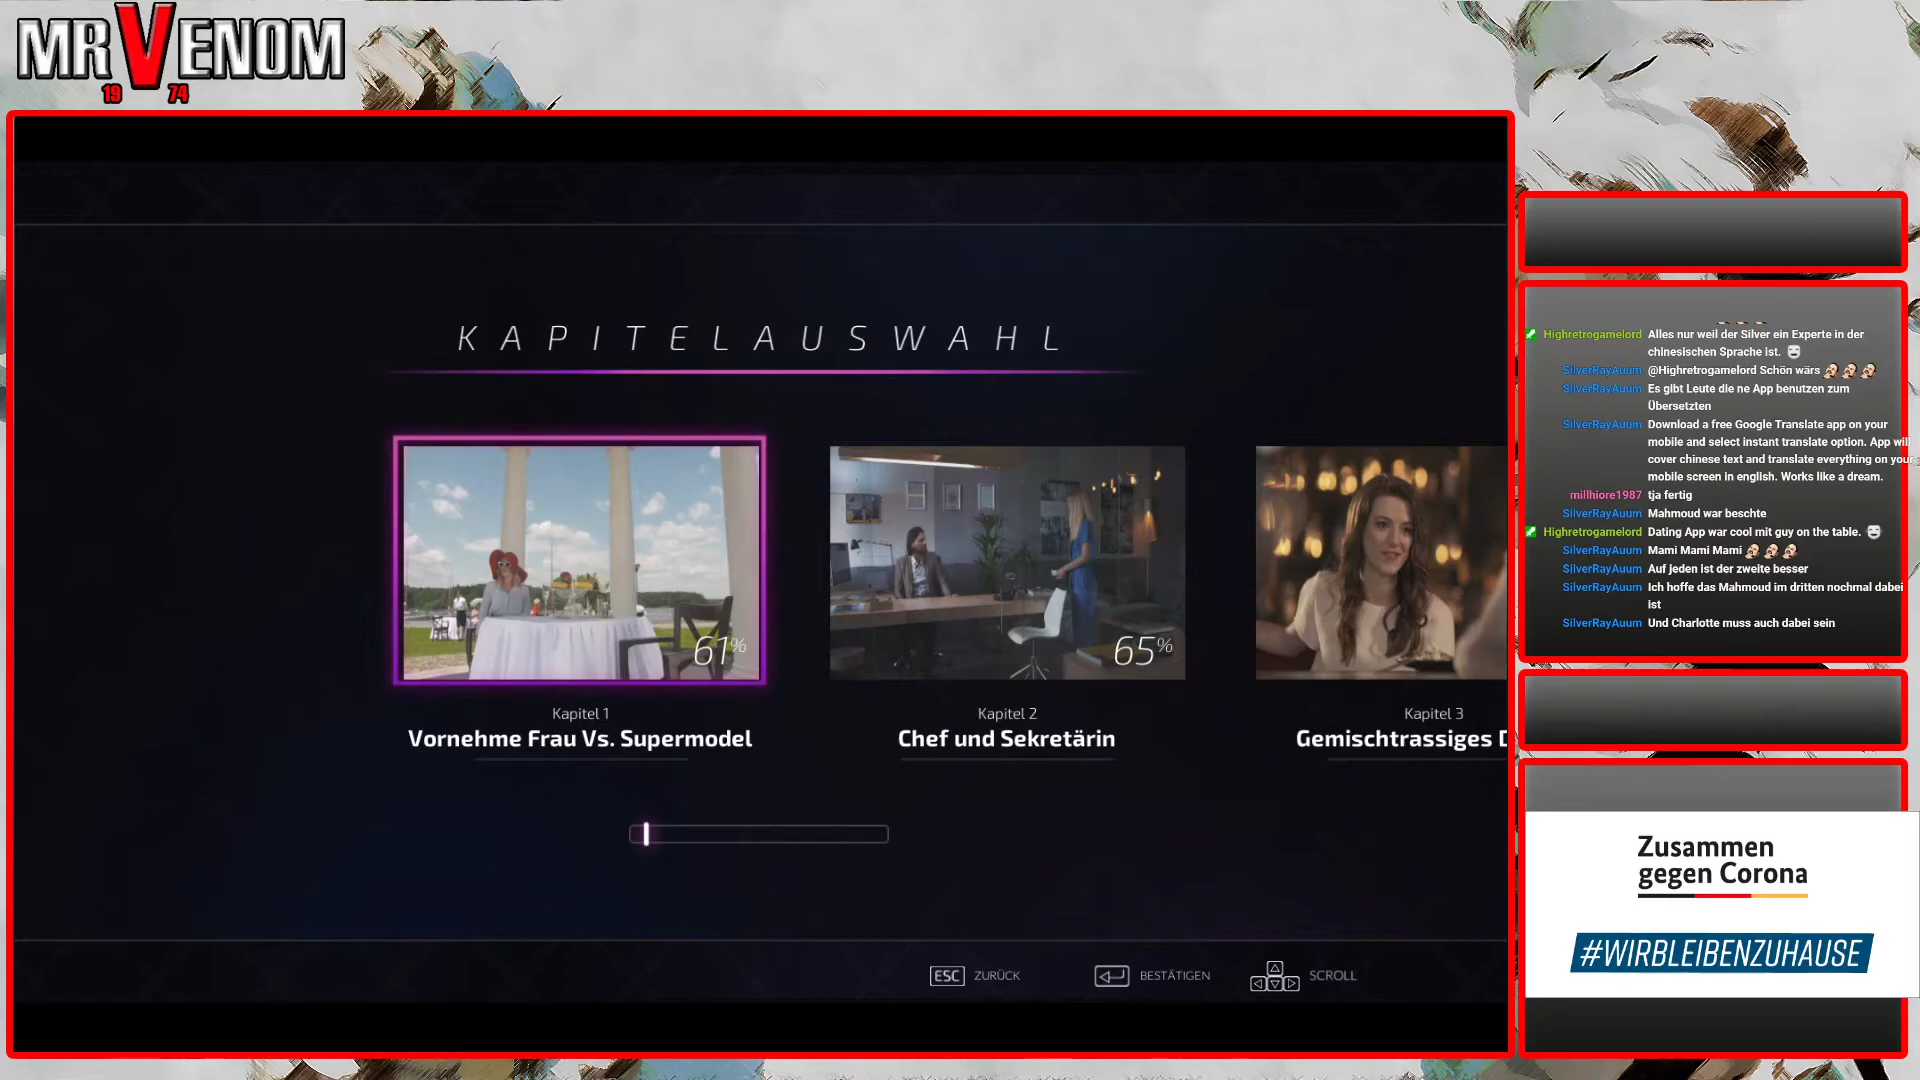 MRVENOM
19 74
KAPITELAUSWAHL
61%
65%
Kapitel 1
Vornehme Frau Vs. Supermodel
Kapitel 2
Chef und Sekretärin
Kapitel 3
Gemischtrassiges D
ESC ZURÜCK
BESTÄTIGEN
SCROLL
Highretrogamelord Alles nur weil der Silver ein Experte in der
chinesischen Sprache ist.
SilverRayAuum @Highretrogamelord Schön wärs
SilverRayAuum Es gibt Leute die ne App benutzen zum
Übersetzten
SilverRayAuum Download a free Google Translate app on your
mobile and select instant translate option. App will
cover chinese text and translate everything on your
mobile screen in english. Works like a dream.
millhiore1987 tja fertig
SilverRayAuum Mahmoud war beschte
Highretrogamelord Dating App war cool mit guy on the table.
SilverRayAuum Mami Mami Mami
SilverRayAuum Auf jeden ist der zweite besser
SilverRayAuum Ich hoffe das Mahmoud im dritten nochmal dabei
ist
SilverRayAuum Und Charlotte muss auch dabei sein
Zusammen
gegen Corona
#WIRBLEIBENZUHAUSE